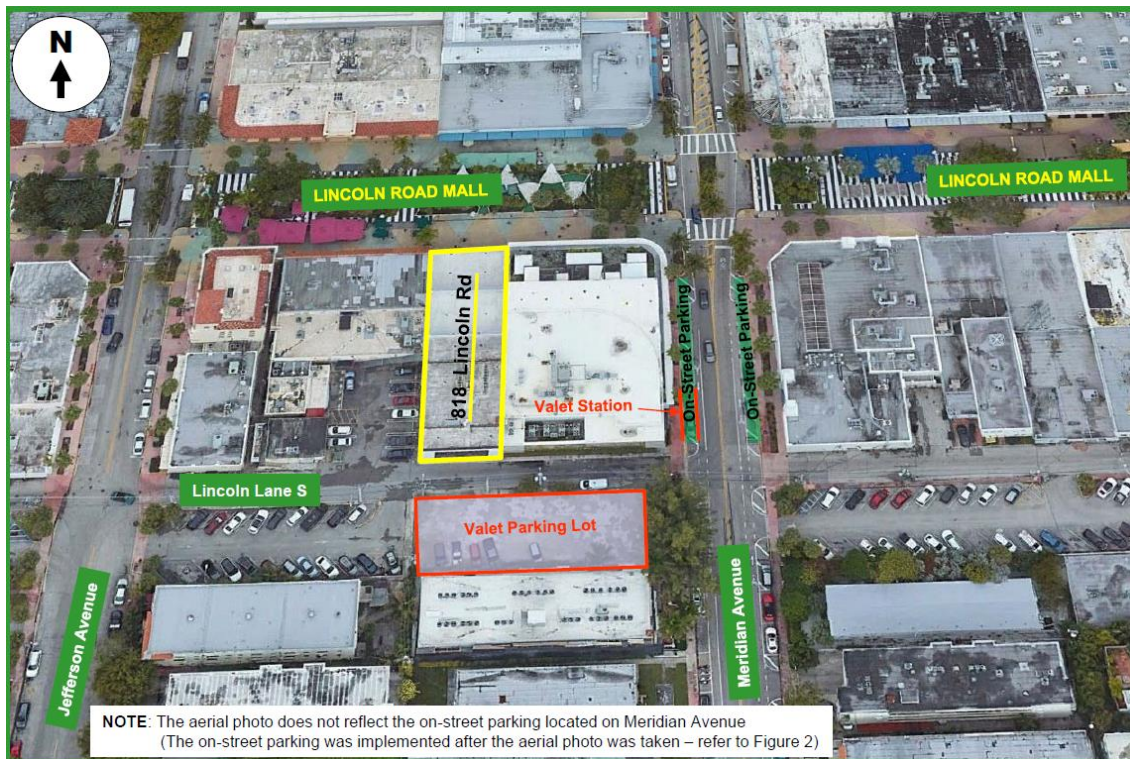 N
LINCOLN ROAD MALL
LINCOLN ROAD MALL
818 Lincoln Rd
On-Street Parking
On-Street Parking
Valet Station
Lincoln Lane S
Valet Parking Lot
Jefferson Avenue
Meridian Avenue
NOTE: The aerial photo does not reflect the on-street parking located on Meridian Avenue
(The on-street parking was implemented after the aerial photo was taken – refer to Figure 2)